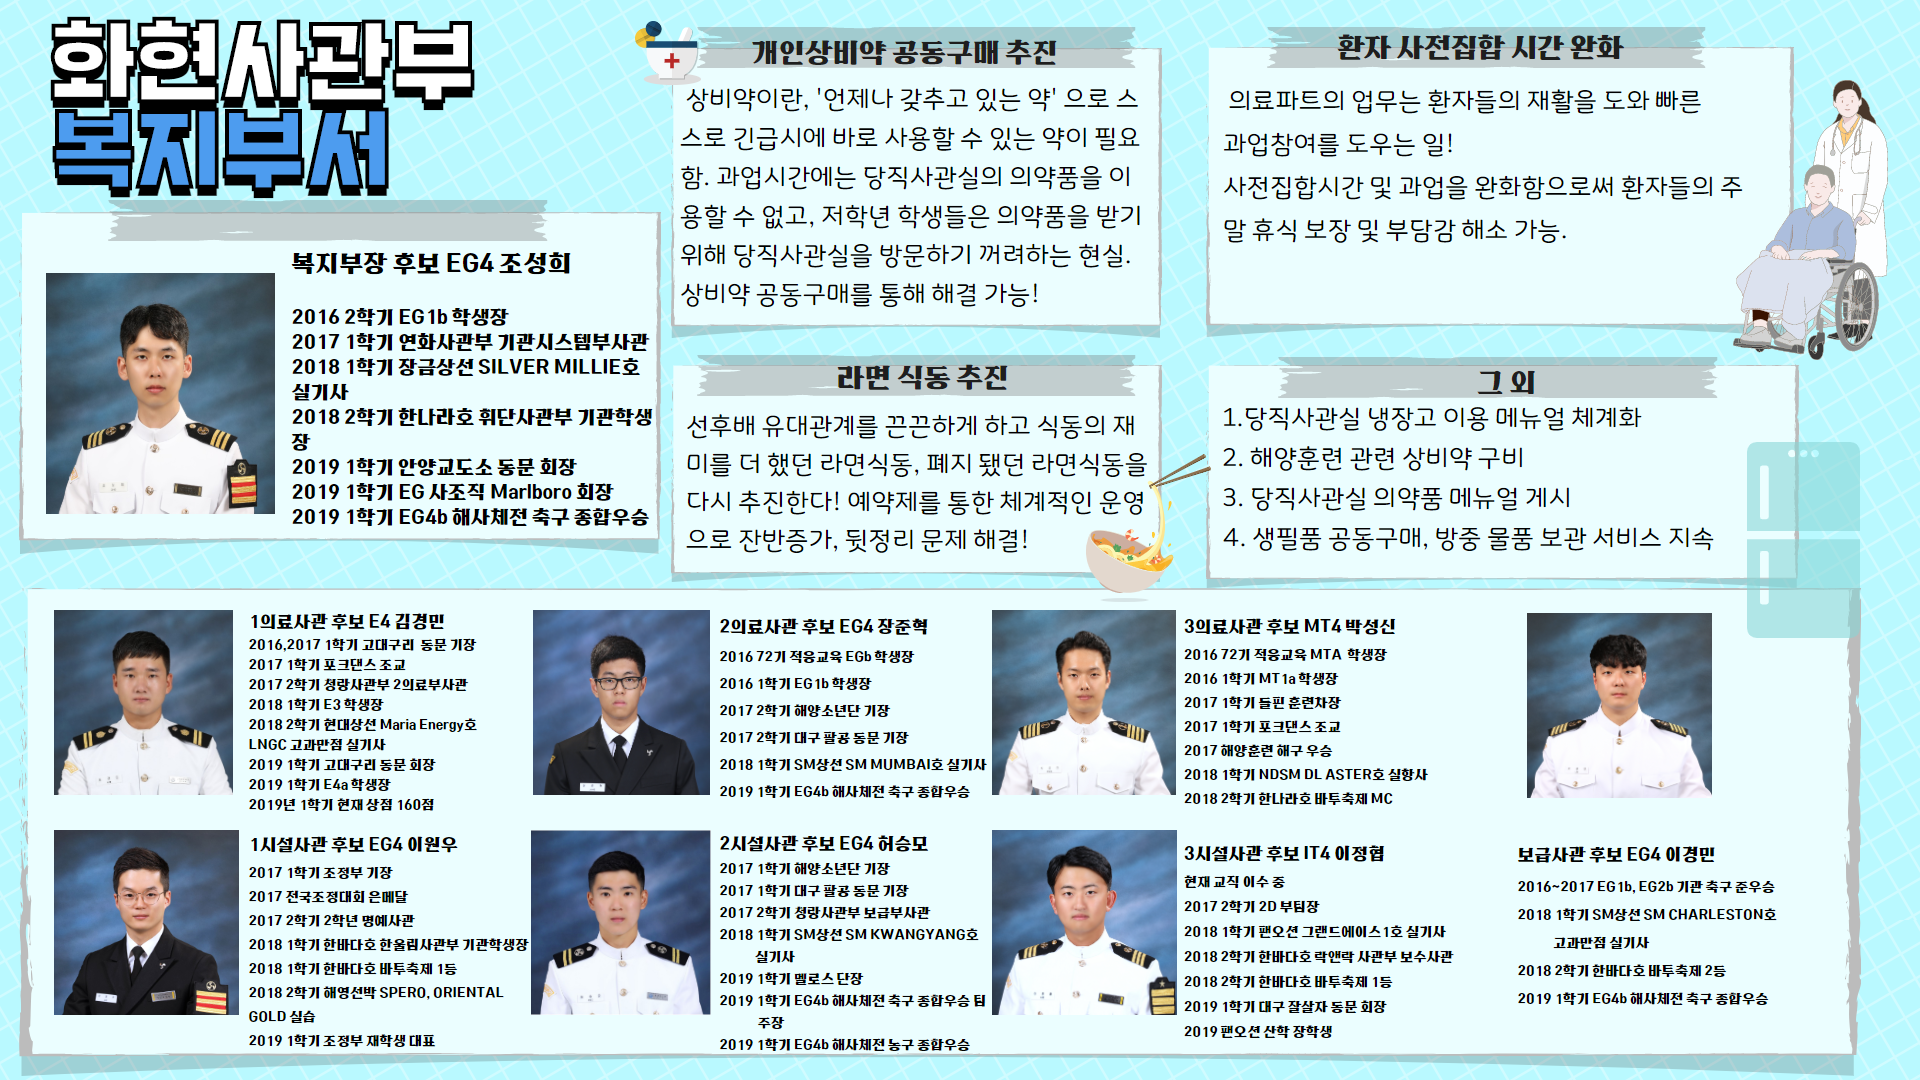 화현사관부
복지부서
복지부장 후보 EG4 조성희
2016 2학기 EG1b 학생장
2017 1학기 연화사관부 기관시스템부사관
2018 1학기 장금상선 SILVER MILLIE호
실기사
2018 2학기 한나라호 휘단사관부 기관학생
장
2019 1학기 안양교도소 동문 회장
2019 1학기 EG 사조직 Marlboro 회장
2019 1학기 EG4b 해사체전 축구 종합우승
개인상비약 공동구매 추진
상비약이란, '언제나 갖추고 있는 약' 으로 스
스로 긴급시에 바로 사용할 수 있는 약이 필요
함. 과업시간에는 당직사관실의 의약품을 이
용할 수 없고, 저학년 학생들은 의약품을 받기
위해 당직사관실을 방문하기 꺼려하는 현실.
상비약 공동구매를 통해 해결 가능!
환자 사전집합 시간 완화
의료파트의 업무는 환자들의 재활을 도와 빠른
과업참여를 도우는 일!
사전집합시간 및 과업을 완화함으로써 환자들의 주
말 휴식 보장 및 부담감 해소 가능.
라면 식동 추진
선후배 유대관계를 끈끈하게 하고 식동의 재
미를 더 했던 라면식동, 폐지 됐던 라면식동을
다시 추진한다! 예약제를 통한 체계적인 운영
으로 잔반증가, 뒷정리 문제 해결!
그 외
1.당직사관실 냉장고 이용 메뉴얼 체계화
2. 해양훈련 관련 상비약 구비
3. 당직사관실 의약품 메뉴얼 게시
4. 생필품 공동구매, 방중 물품 보관 서비스 지속
1의료사관 후보 E4 김경민
2016,2017 1학기 고대구리 동문 기장
2017 1학기 포크댄스 조교
2017 2학기 청랑사관부 2의료부사관
2018 1학기 E3 학생장
2018 2학기 현대상선 Maria Energy호
LNGC 고과만점 실기사
2019 1학기 고대구리 동문 회장
2019 1학기 E4a 학생장
2019년 1학기 현재 상점 160점
2의료사관 후보 EG4 장준혁
2016 72기 적응교육 EGb 학생장
2016 1학기 EG1b 학생장
2017 2학기 해양소년단 기장
2017 2학기 대구 팔공 동문 기장
2018 1학기 SM상선 SM MUMBAI호 실기사
2019 1학기 EG4b 해사체전 축구 종합우승
3의료사관 후보 MT4 박성신
2016 72기 적응교육 MTA 학생장
2016 1학기 MT1a 학생장
2017 1학기 돌핀 훈련차장
2017 1학기 포크댄스 조교
2017 해양훈련 해구 우승
2018 1학기 NDSM DL ASTER호 실항사
2018 2학기 한나라호 바투축제 MC
1시설사관 후보 EG4 이원우
2017 1학기 조정부 기장
2017 전국조정대회 은메달
2017 2학기 2학년 명예사관
2018 1학기 한바다호 한울림사관부 기관학생장
2018 1학기 한바다호 바투축제 1등
2018 2학기 해영선박 SPERO, ORIENTAL
GOLD 실습
2019 1학기 조정부 재학생 대표
2시설사관 후보 EG4 허승모
2017 1학기 해양소년단 기장
2017 1학기 대구 팔공 동문 기장
2017 2학기 청랑사관부 보급부사관
2018 1학기 SM상선 SM KWANGYANG호
실기사
2019 1학기 멜로스 단장
2019 1학기 EG4b 해사체전 축구 종합우승 팀
주장
2019 1학기 EG4b 해사체전 농구 종합우승
3시설사관 후보 IT4 이정협
현재 교직 이수 중
2017 2학기 2D 부팀장
2018 1학기 팬오션 그랜드에이스1호 실기사
2018 2학기 한바다호 락앤락 사관부 보수사관
2018 2학기 한바다호 바투축제 1등
2019 1학기 대구 잘살자 동문 회장
2019 팬오션 산학 장학생
보급사관 후보 EG4 이경민
2016~2017 EG1b, EG2b 기관 축구 준우승
2018 1학기 SM상선 SM CHARLESTON호
고과만점 실기사
2018 2학기 한바다호 바투축제 2등
2019 1학기 EG4b 해사체전 축구 종합우승